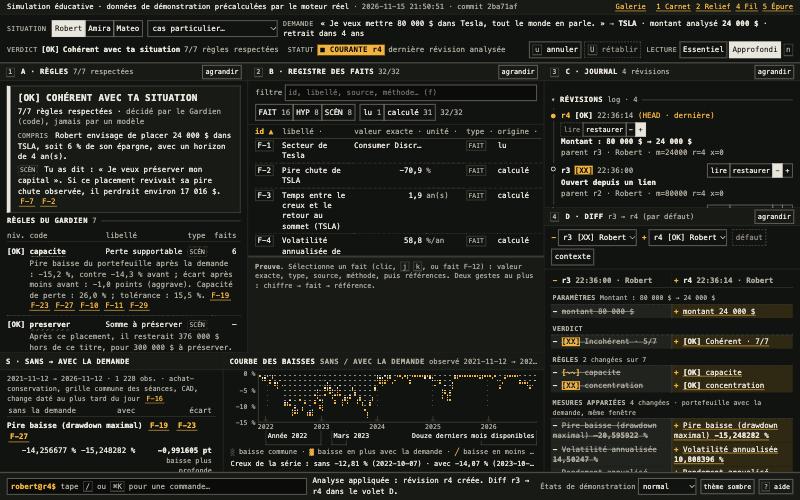 Simulation éducative · données de démonstration précalculées par le moteur réel · 2026-11-15 21:50:51 · commit 2ba71af
Galerie 1 Carnet 2 Relief 4 Fil 5 Épure
SITUATION Robert Amira Mateo cas particulier…
DEMANDE « Je veux mettre 80 000 $ dans Tesla, tout le monde en parle. » → TSLA · montant analysé 24 000 $ · retrait dans 4 ans
VERDICT [OK] Cohérent avec ta situation 7/7 règles respectées STATUT ■ COURANTE r4 dernière révision analysée
u annuler U rétablir LECTURE Essentiel Approfondi n
1 A · RÈGLES 7/7 respectées agrandir
[OK] COHÉRENT AVEC TA SITUATION
7/7 règles respectées · décidé par le Gardien
(code), jamais par un modèle
COMPRIS Robert envisage de placer 24 000 $ dans
TSLA, soit 6 % de son épargne, avec un horizon
de 4 an(s).
SCÉN Tu as dit : « Je veux préserver mon
capital ». Si ce placement revivait sa pire
chute observée, il perdrait environ 17 016 $.
F-7 F-2
RÈGLES DU GARDIEN 7
niv. code libellé type faits
[OK] capacite Perte supportable SCÉN 6
Pire baisse du portefeuille après la demande
: −15,2 %, contre −14,3 % avant ; écart après
moins avant : −1,0 points (aggrave). Capacité
de perte : 26,0 % ; tolérance : 15,5 %. F-19
F-23 F-27 F-10 F-11 F-8 F-9
[OK] preserver Somme à préserver SCÉN −
Après ce placement, il resterait 376 000 $
hors de ce titre, pour 300 000 $ à préserver.
2 B · REGISTRE DES FAITS 32/32 agrandir
filtre id, libellé, source, méthode… (f)
FAIT 16 HYP 8 SCÉN 8 lu 1 calculé 31 32/32
id ▲ libellé · valeur exacte · unité · type · origine ·
F-1 Secteur de Tesla Consumer Discr… FAIT lu
F-2 Pire chute de TSLA −70,9 % FAIT calculé
F-3 Temps entre le creux et le retour au sommet (TSLA) 1,9 an(s) FAIT calculé
F-4 Volatilité annualisée de 58,8 %/an FAIT calculé
Preuve. Sélectionne un fait (clic, j k, ou fait F-12) : valeur
exacte, type, source, méthode, puis références. Deux gestes au plus
: chiffre → fait → référence.
3 C · JOURNAL 4 révisions agrandir
▾ RÉVISIONS log · 4
r4 [OK] 22:36:14 (HEAD · dernière)
lire restaurer − +
Montant : 80 000 $ → 24 000 $
parent r3 · Robert · m=24000 r=4 x=0
r3 [XX] 22:36:00 lire restaurer − +
Ouvert depuis un lien
parent r2 · Robert · m=80000 r=4 x=0
4 D · DIFF r3 → r4 (par défaut) agrandir
− r3 [XX] Robert + r4 [OK] Robert défaut
contexte
− r3 22:36:00 · Robert + r4 22:36:14 · Robert
PARAMÈTRES Montant : 80 000 $ → 24 000 $
− montant 80 000 $ + montant 24 000 $
VERDICT
− [XX] Incohérent · 5/7 + [OK] Cohérent · 7/7
RÈGLES 2 changées sur 7
− [~~] capacite + [OK] capacite
− [XX] concentration + [OK] concentration
MESURES APPARIÉES 4 changées · portefeuille avec la
demande, même fenêtre
− Pire baisse (drawdown maximal) −20,595922 % + Pire baisse (drawdown maximal) −15,248282 %
− Volatilité annualisée 14,50247 % + Volatilité annualisée 10,808396 %
S · SANS → AVEC LA DEMANDE
2021-11-12 → 2026-11-12 · 1 228 obs. · achat-
conservation, grille commune des séances, CAD,
change daté au plus tard du jour F-16
sans la demande avec écart
Pire baisse (drawdown maximal) F-19 F-23
F-27
−14,256677 % −15,248282 % −0,991605 pt
baisse plus
profonde
COURBE DES BAISSES SANS / AVEC LA DEMANDE observé 2021-11-12 → 202…
0 %
−5 %
−10 %
−15 %
2022 2023 2024 2025 2026
Année 2022 Mars 2023 Douze derniers mois disponibles
baisse commune · baisse en plus avec la demande · baisse en moins …
Creux de la série : sans −12,81 % (2022-10-07) · avec −14,07 % (2023-10-…
robert@r4$ tape / ou ⌘K pour une commande…
Analyse appliquée : révision r4 créée. Diff r3 →
r4 dans le volet D.
États de démonstration normal thème sombre ? aide